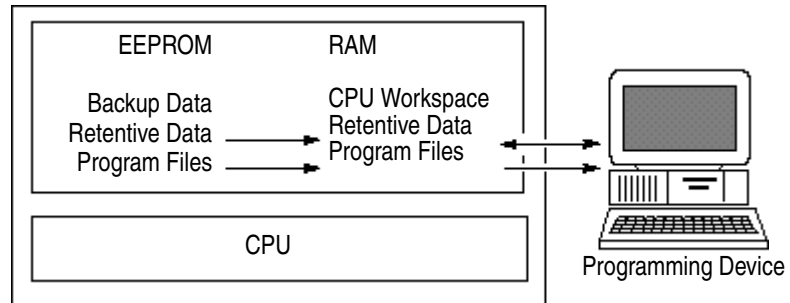 EEPROM RAM
Backup Data CPU Workspace
Retentive Data Retentive Data
Program Files Program Files
CPU
Programming Device